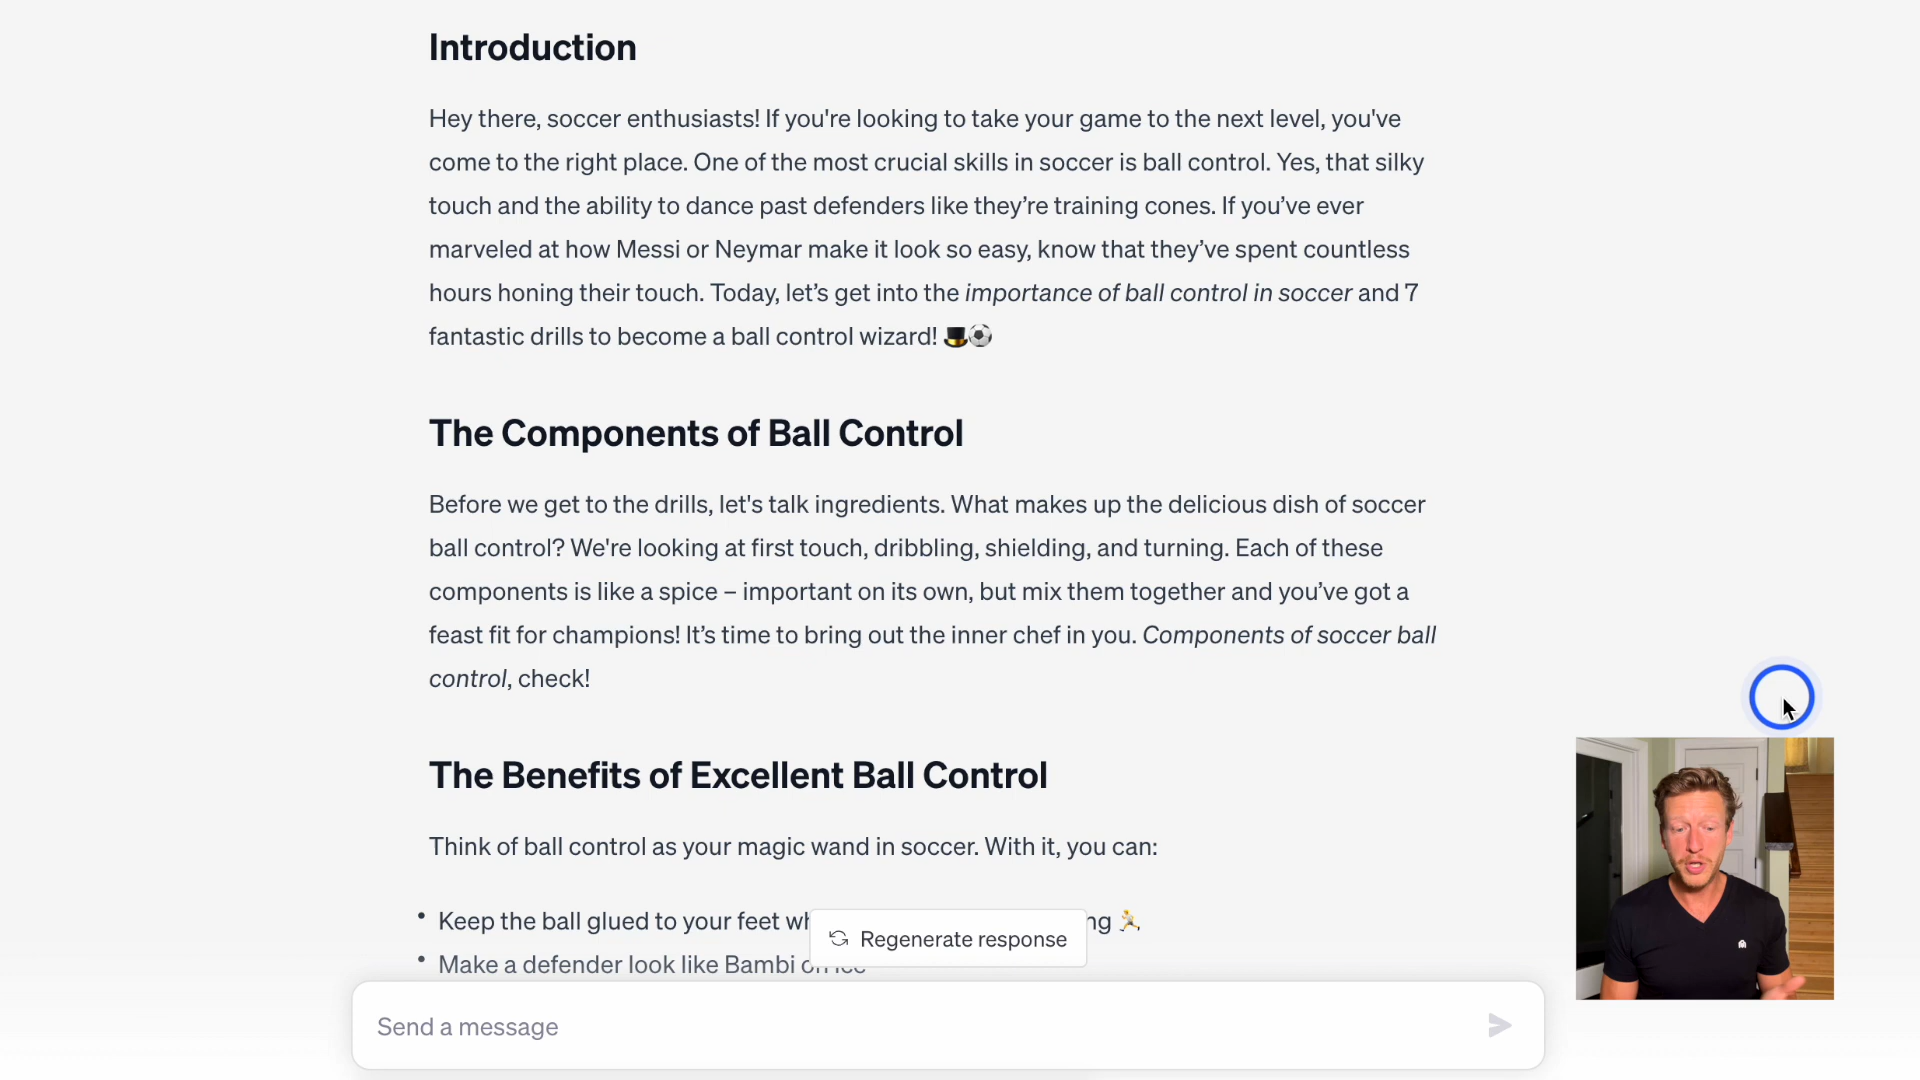 Introduction
Hey there, soccer enthusiasts! If you're looking to take your game to the next level, you've
come to the right place. One of the most crucial skills in soccer is ball control. Yes, that silky
touch and the ability to dance past defenders like they’re training cones. If you’ve ever
marveled at how Messi or Neymar make it look so easy, know that they’ve spent countless
hours honing their touch. Today, let’s get into the importance of ball control in soccer and 7
fantastic drills to become a ball control wizard! 🎩⚽
The Components of Ball Control
Before we get to the drills, let's talk ingredients. What makes up the delicious dish of soccer
ball control? We're looking at first touch, dribbling, shielding, and turning. Each of these
components is like a spice – important on its own, but mix them together and you’ve got a
feast fit for champions! It’s time to bring out the inner chef in you. Components of soccer ball
control, check!
The Benefits of Excellent Ball Control
Think of ball control as your magic wand in soccer. With it, you can:
• Keep the ball glued to your feet 🏃
Regenerate response
• Make a defender look like Bambi on ice
Send a message